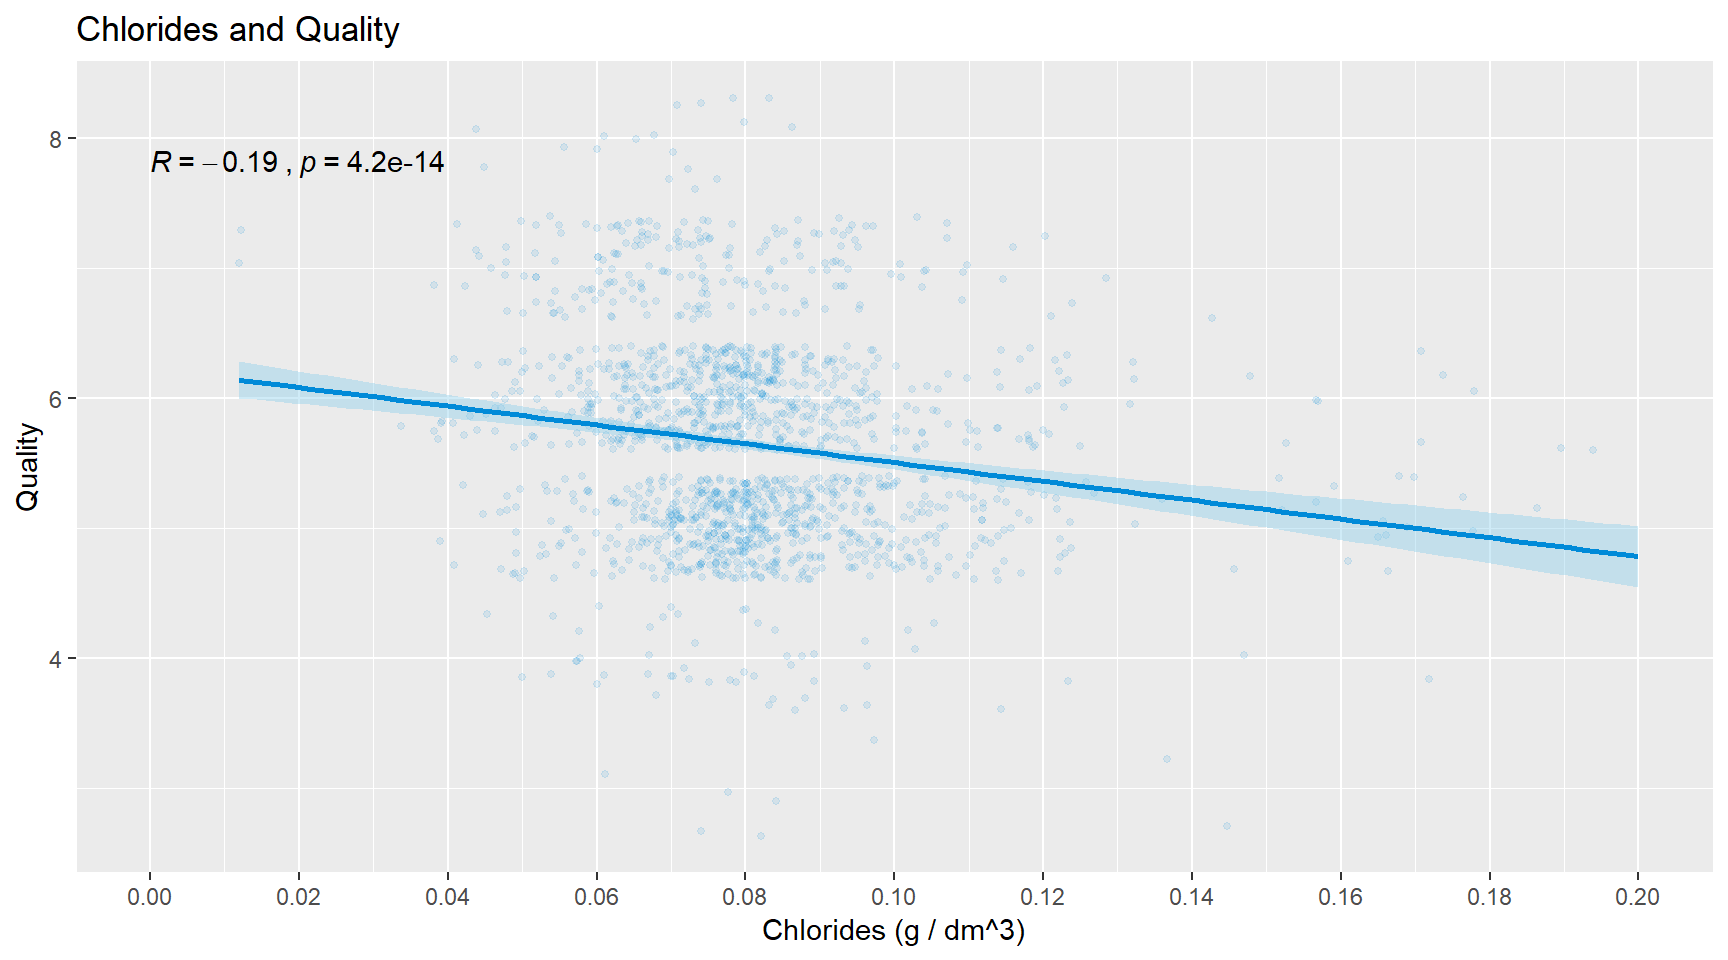 Chlorides and Quality
R = −0.19 , p = 4.2e-14
8
6
4
Quality
0.00 0.02 0.04 0.06 0.08 0.10 0.12 0.14 0.16 0.18 0.20
Chlorides (g / dm^3)